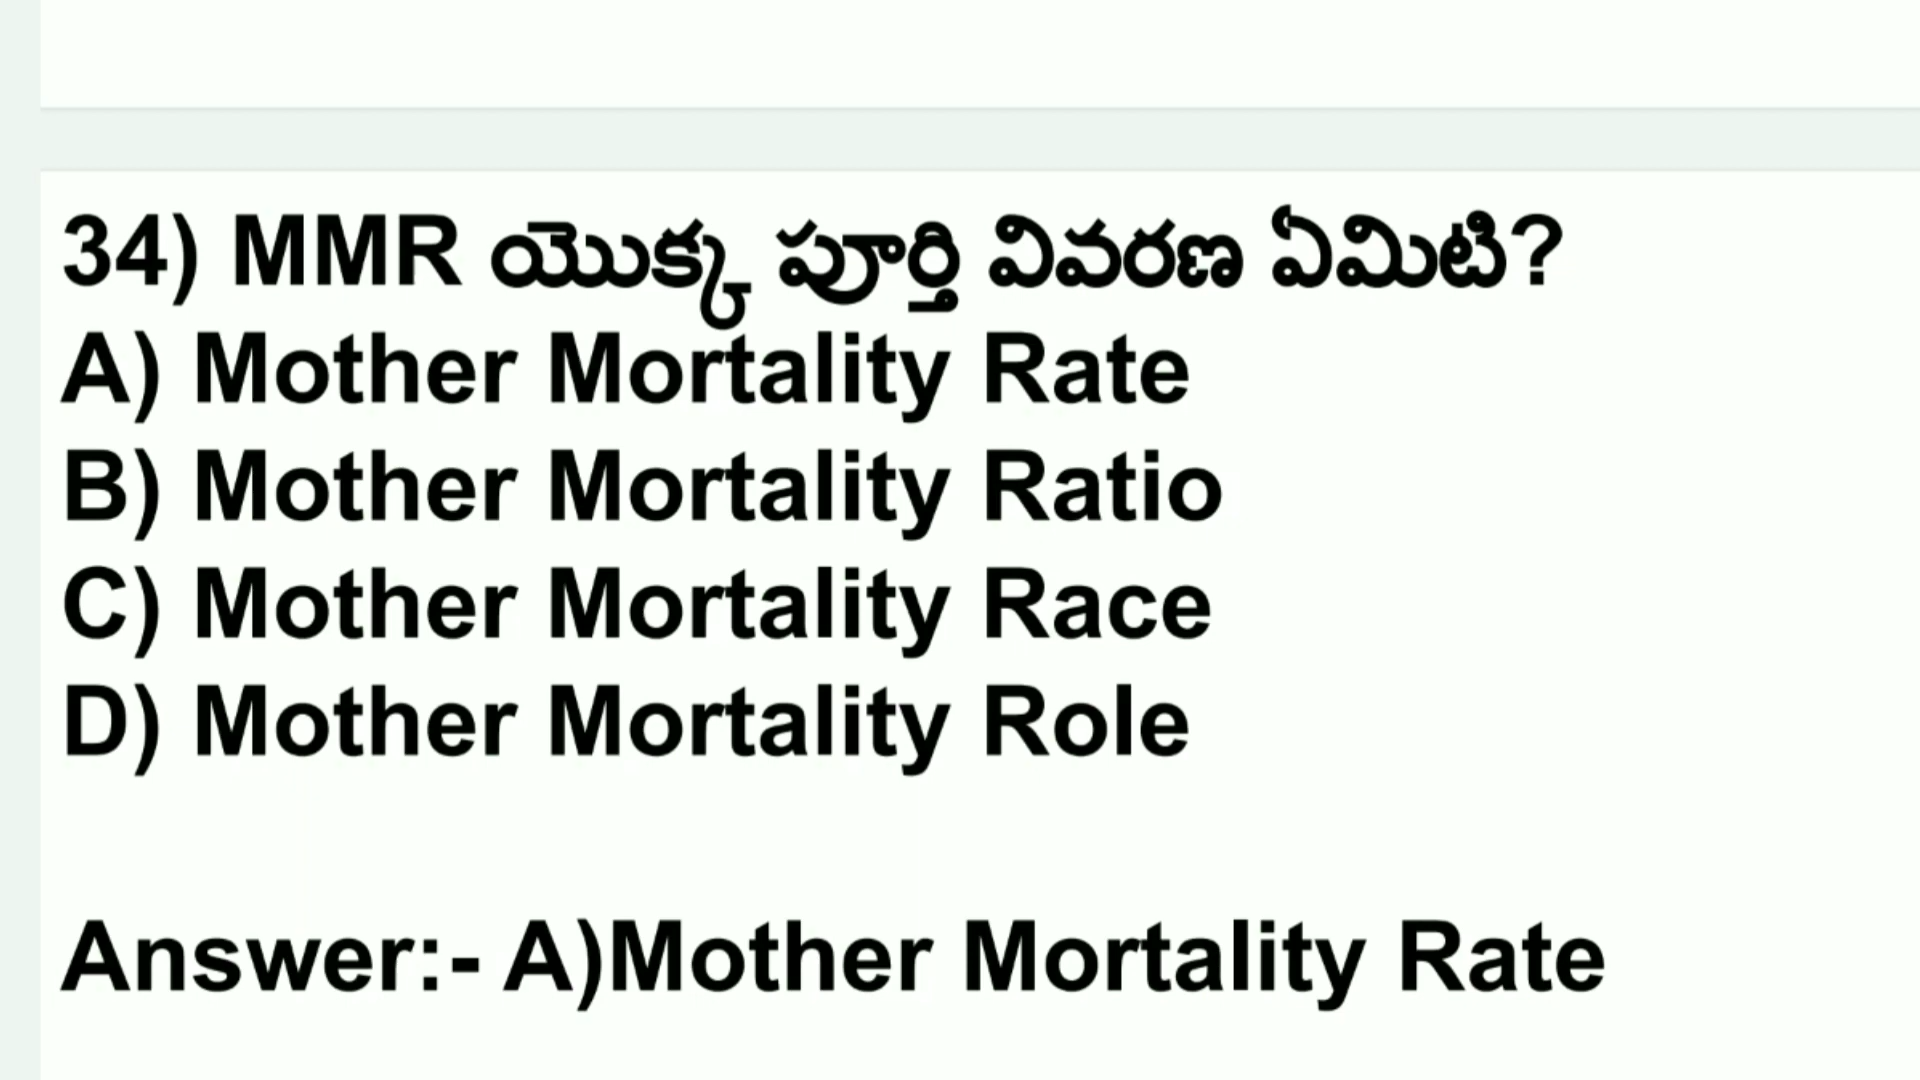 34) MMR యొక్క పూర్తి వివరణ ఏమిటి?
A) Mother Mortality Rate
B) Mother Mortality Ratio
C) Mother Mortality Race
D) Mother Mortality Role
Answer:- A)Mother Mortality Rate